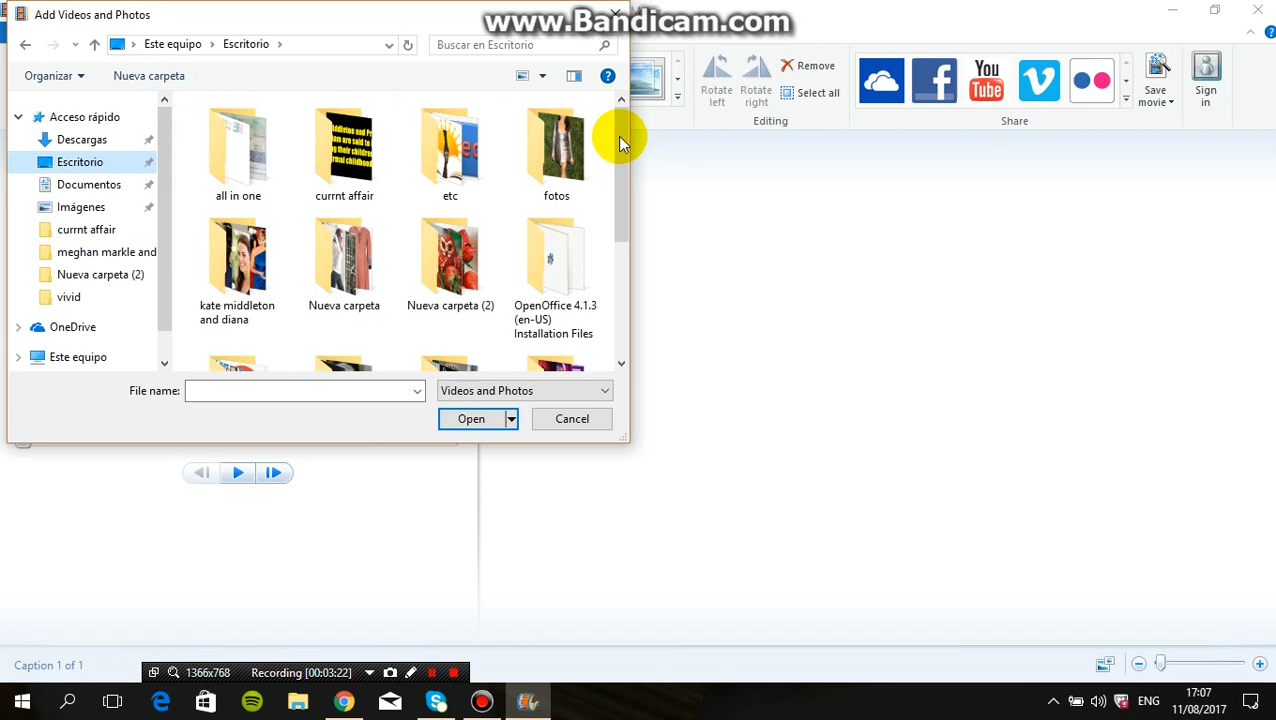 Add Videos and Photos
www.Bandicam.com
Este equipo
Escritorio
Buscar en Escritorio
Organizar
Nueva carpeta
Acceso rápido
Descargas
Escritorio
Documentos
Imágenes
currnt affair
meghan markle and
Nueva carpeta (2)
vivid
OneDrive
Este equipo
all in one
currnt affair
etc
fotos
kate middleton
and diana
Nueva carpeta
Nueva carpeta (2)
OpenOffice 4.1.3
(en-US)
Installation Files
File name:
Videos and Photos
Open
Cancel
Rotate
left
Rotate
right
Remove
Select all
Editing
You
Tube
Share
Save
movie
Sign
in
Caption 1 of 1
1366x768
Recording [00:03:22]
ENG
17:07
11/08/2017